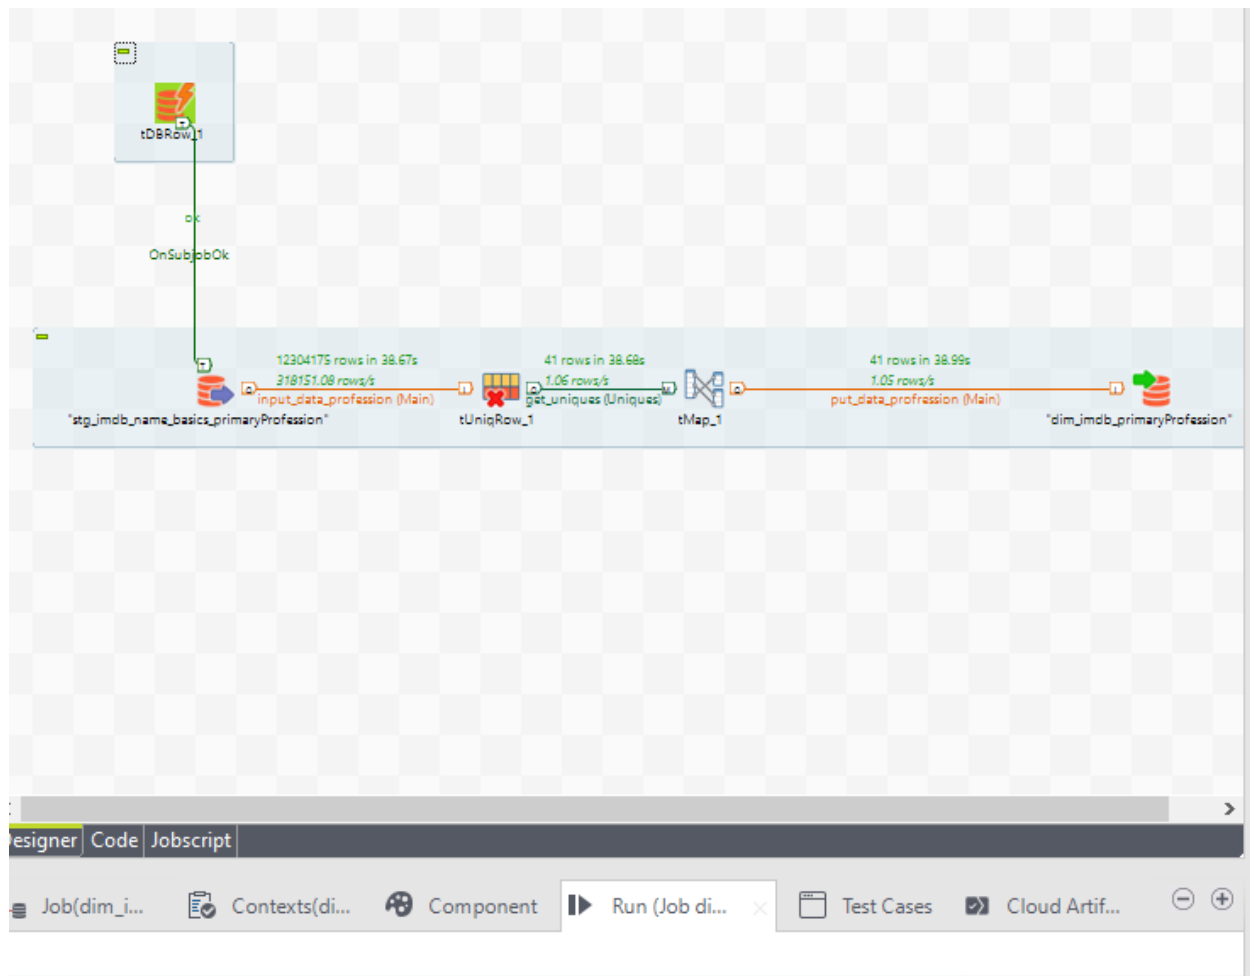 tDBRow_1
ok
OnSubjobOk
12304175 rows in 38.67s
318151.08 rows/s
input_data_profession (Main)
41 rows in 38.68s
1.06 rows/s
get_uniques (Uniques)
41 rows in 38.99s
1.05 rows/s
put_data_profression (Main)
"stg_imdb_name_basics_primaryProfession"
tUniqRow_1
tMap_1
"dim_imdb_primaryProfession"
Designer Code Jobscript
Job(dim_i... Contexts(di... Component Run (Job di... Test Cases Cloud Artif...